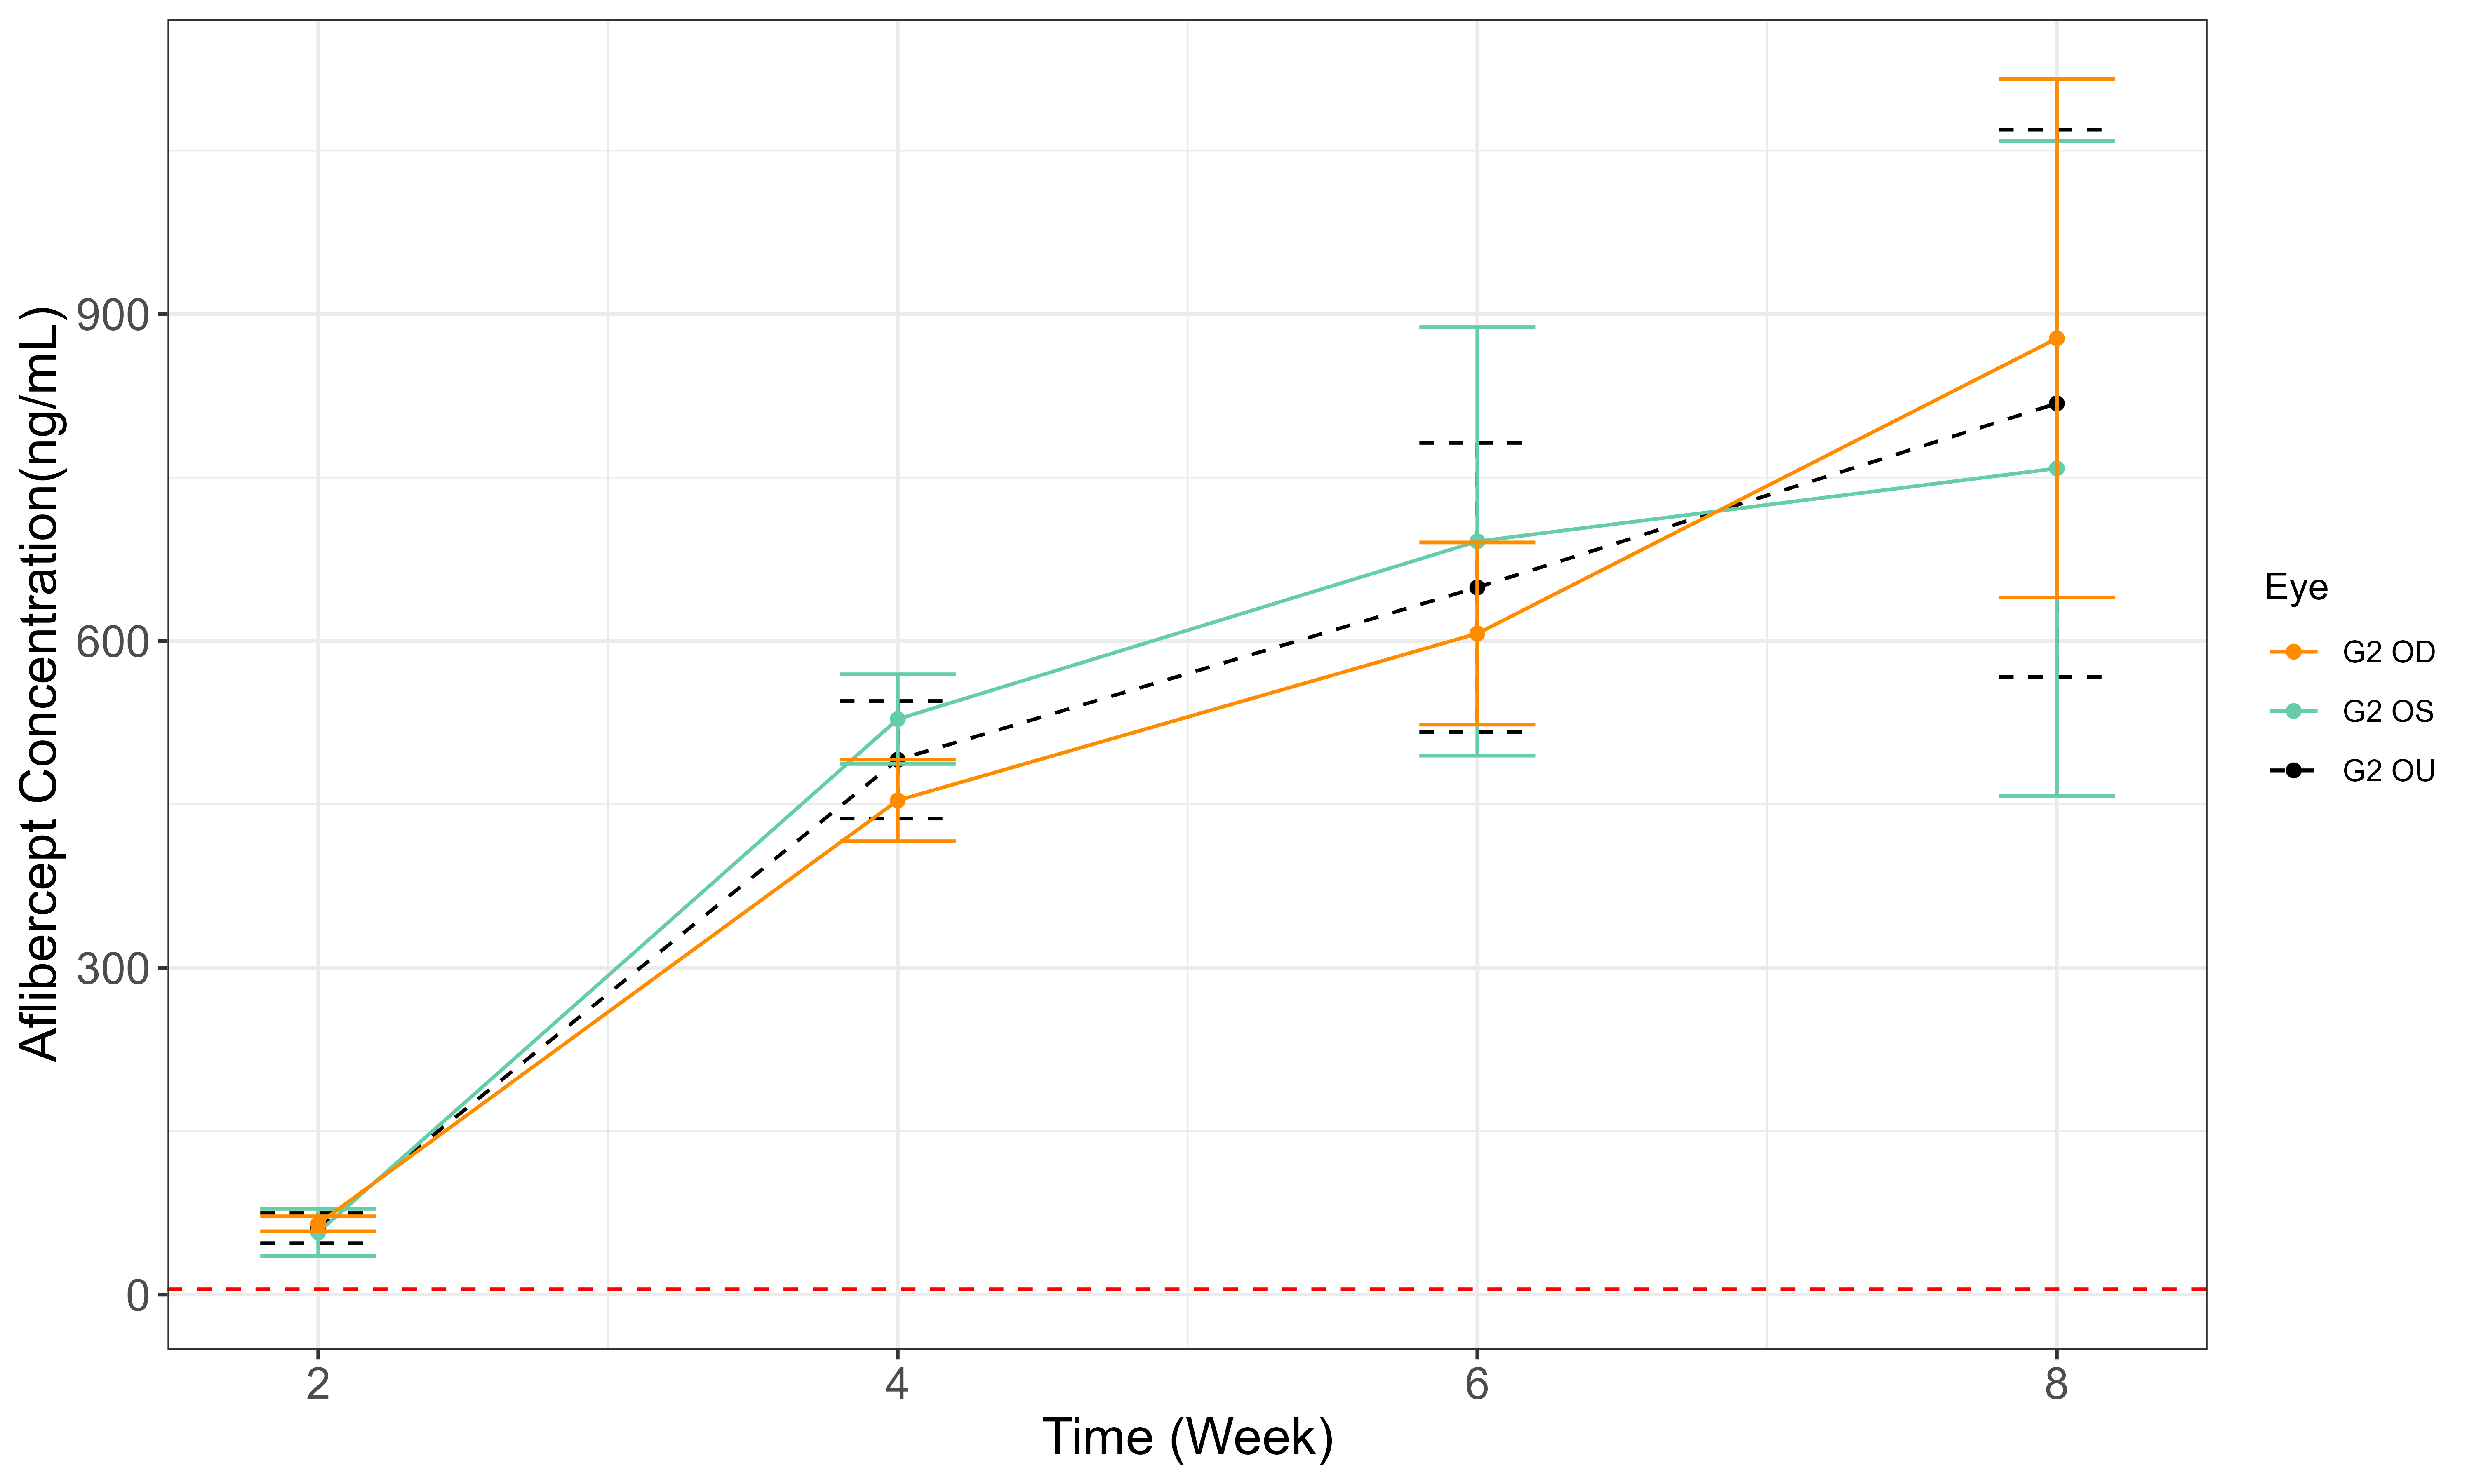 Aflibercept Concentration(ng/mL)
900
600
300
0
2 4 6 8
Time (Week)
Eye
G2 OD
G2 OS
G2 OU